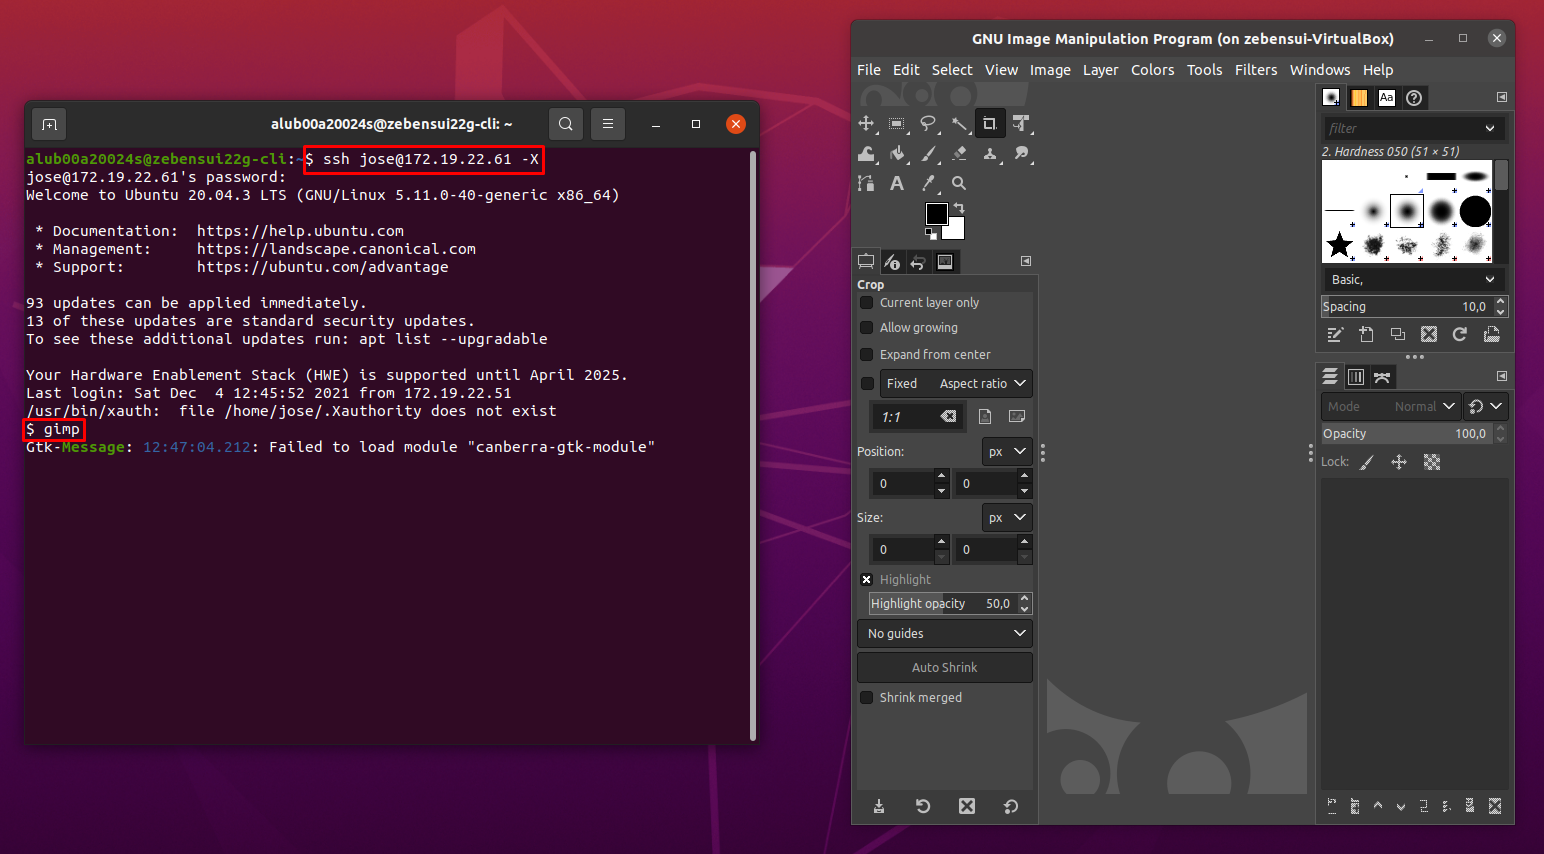 alub00a20024s@zebensui22g-cli: ~
alub00a20024s@zebensui22g-cli:~$ ssh jose@172.19.22.61 -X
jose@172.19.22.61's password:
Welcome to Ubuntu 20.04.3 LTS (GNU/Linux 5.11.0-40-generic x86_64)
* Documentation:  https://help.ubuntu.com
* Management:     https://landscape.canonical.com
* Support:        https://ubuntu.com/advantage
93 updates can be applied immediately.
13 of these updates are standard security updates.
To see these additional updates run: apt list --upgradable
Your Hardware Enablement Stack (HWE) is supported until April 2025.
Last login: Sat Dec  4 12:45:52 2021 from 172.19.22.51
/usr/bin/xauth:  file /home/jose/.Xauthority does not exist
$ gimp
Gtk-Message: 12:47:04.212: Failed to load module "canberra-gtk-module"
GNU Image Manipulation Program (on zebensui-VirtualBox)
File Edit Select View Image Layer Colors Tools Filters Windows Help
Crop
Current layer only
Allow growing
Expand from center
Fixed Aspect ratio
1:1
Position: px
0 0
Size: px
0 0
Highlight
Highlight opacity 50,0
No guides
Auto Shrink
Shrink merged
Aa
filter
2. Hardness 050 (51 × 51)
Basic,
Spacing 10,0
Mode Normal
Opacity 100,0
Lock: